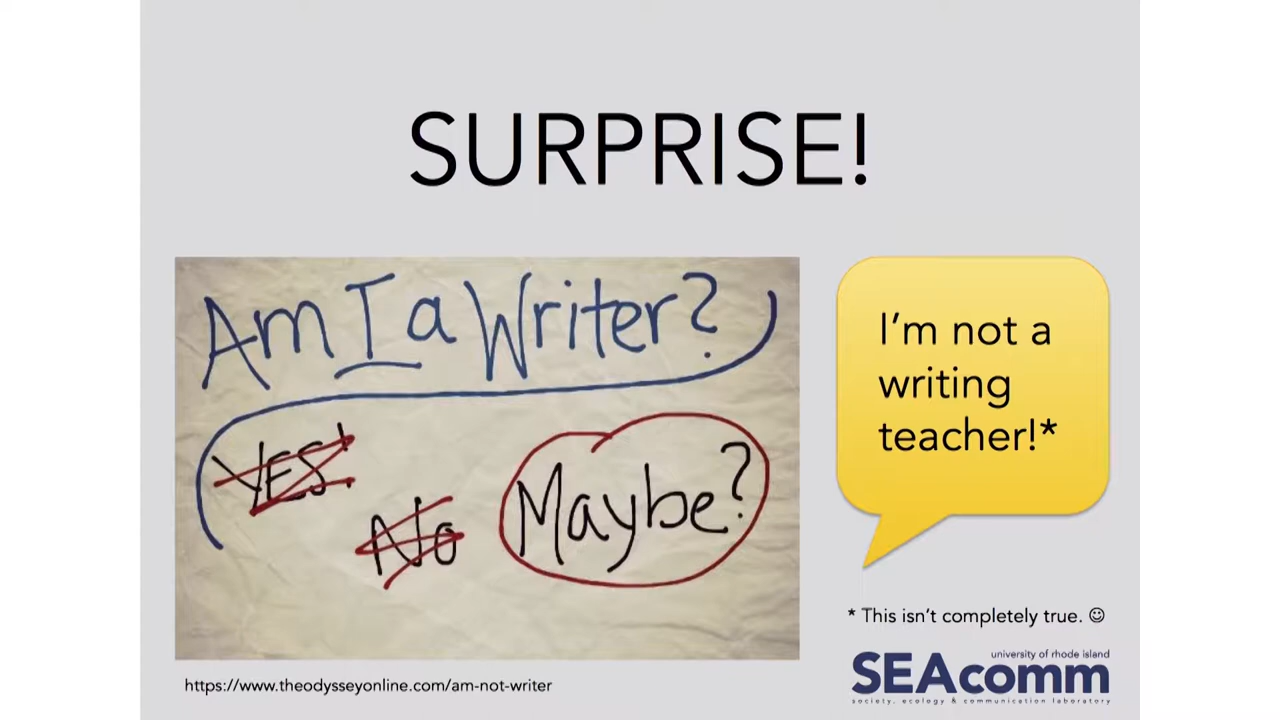 SURPRISE!
Am I a Writer?
YES!
No
Maybe?
I'm not a
writing
teacher!*
* This isn't completely true. ☺
https://www.theodysseyonline.com/am-not-writer
university of rhode island
SEAcomm
society, ecology & communication laboratory